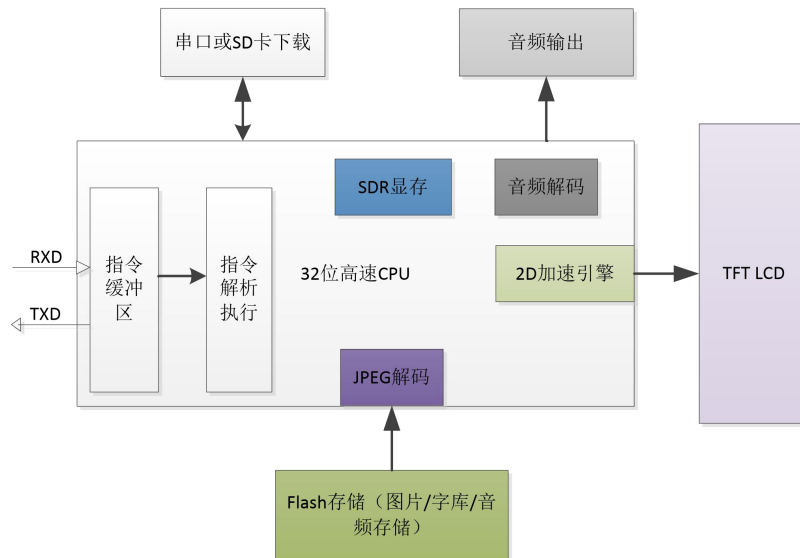 串口或SD卡下载
音频输出
SDR显存
音频解码
RXD
TXD
指令
缓冲
区
指令
解析
执行
32位高速CPU
2D加速引擎
TFT LCD
JPEG解码
Flash存储（图片/字库/音
频存储）